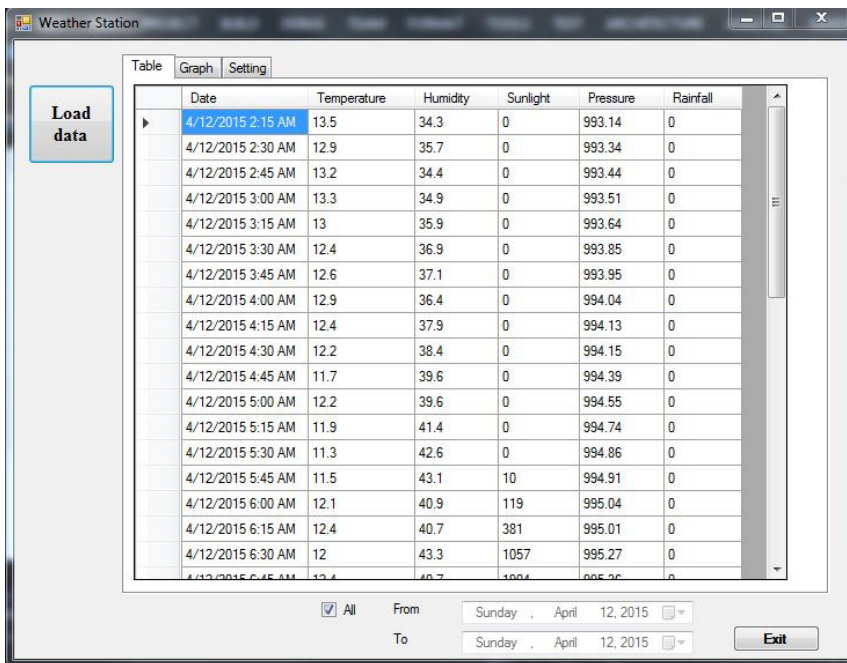 Weather Station
Table Graph Setting
Load
data
Date Temperature Humidity Sunlight Pressure Rainfall
4/12/2015 2:15 AM 13.5 34.3 0 993.14 0
4/12/2015 2:30 AM 12.9 35.7 0 993.34 0
4/12/2015 2:45 AM 13.2 34.4 0 993.44 0
4/12/2015 3:00 AM 13.3 34.9 0 993.51 0
4/12/2015 3:15 AM 13 35.9 0 993.64 0
4/12/2015 3:30 AM 12.4 36.9 0 993.85 0
4/12/2015 3:45 AM 12.6 37.1 0 993.95 0
4/12/2015 4:00 AM 12.9 36.4 0 994.04 0
4/12/2015 4:15 AM 12.4 37.9 0 994.13 0
4/12/2015 4:30 AM 12.2 38.4 0 994.15 0
4/12/2015 4:45 AM 11.7 39.6 0 994.39 0
4/12/2015 5:00 AM 12.2 39.6 0 994.55 0
4/12/2015 5:15 AM 11.9 41.4 0 994.74 0
4/12/2015 5:30 AM 11.3 42.6 0 994.86 0
4/12/2015 5:45 AM 11.5 43.1 10 994.91 0
4/12/2015 6:00 AM 12.1 40.9 119 995.04 0
4/12/2015 6:15 AM 12.4 40.7 381 995.01 0
4/12/2015 6:30 AM 12 43.3 1057 995.27 0
All From Sunday , April 12, 2015
To Sunday , April 12, 2015
Exit